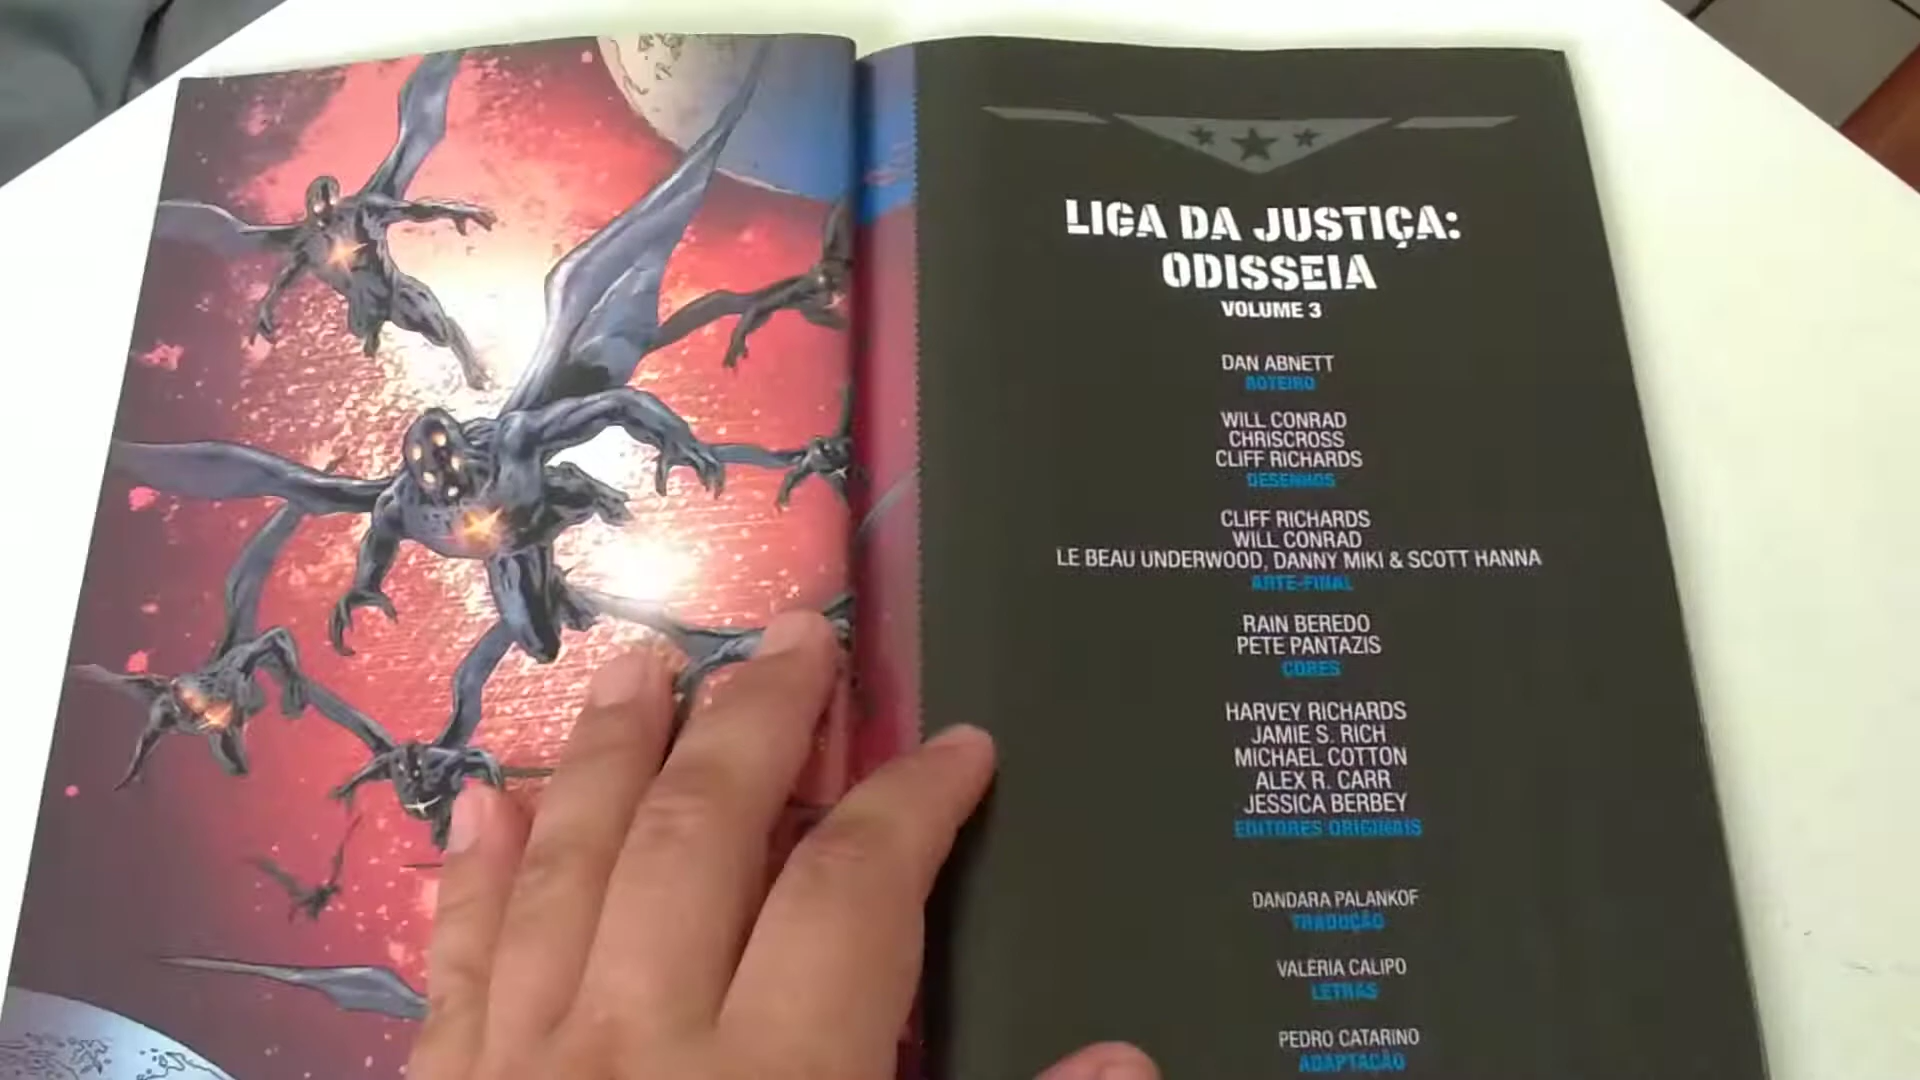 LIGA DA JUSTIÇA:
ODISSEIA
VOLUME 3
DAN ABNETT
ROTEIRO
WILL CONRAD
CHRISCROSS
CLIFF RICHARDS
DESENHOS
CLIFF RICHARDS
WILL CONRAD
LE BEAU UNDERWOOD, DANNY MIKI & SCOTT HANNA
ARTE-FINAL
RAIN BEREDO
PETE PANTAZIS
CORES
HARVEY RICHARDS
JAMIE S. RICH
MICHAEL COTTON
ALEX R. CARR
JESSICA BERBEY
EDITORES ORIGINAIS
DANDARA PALANKOF
TRADUÇÃO
VALÉRIA CALIPO
LETRAS
PEDRO CATARINO
ADAPTAÇÃO